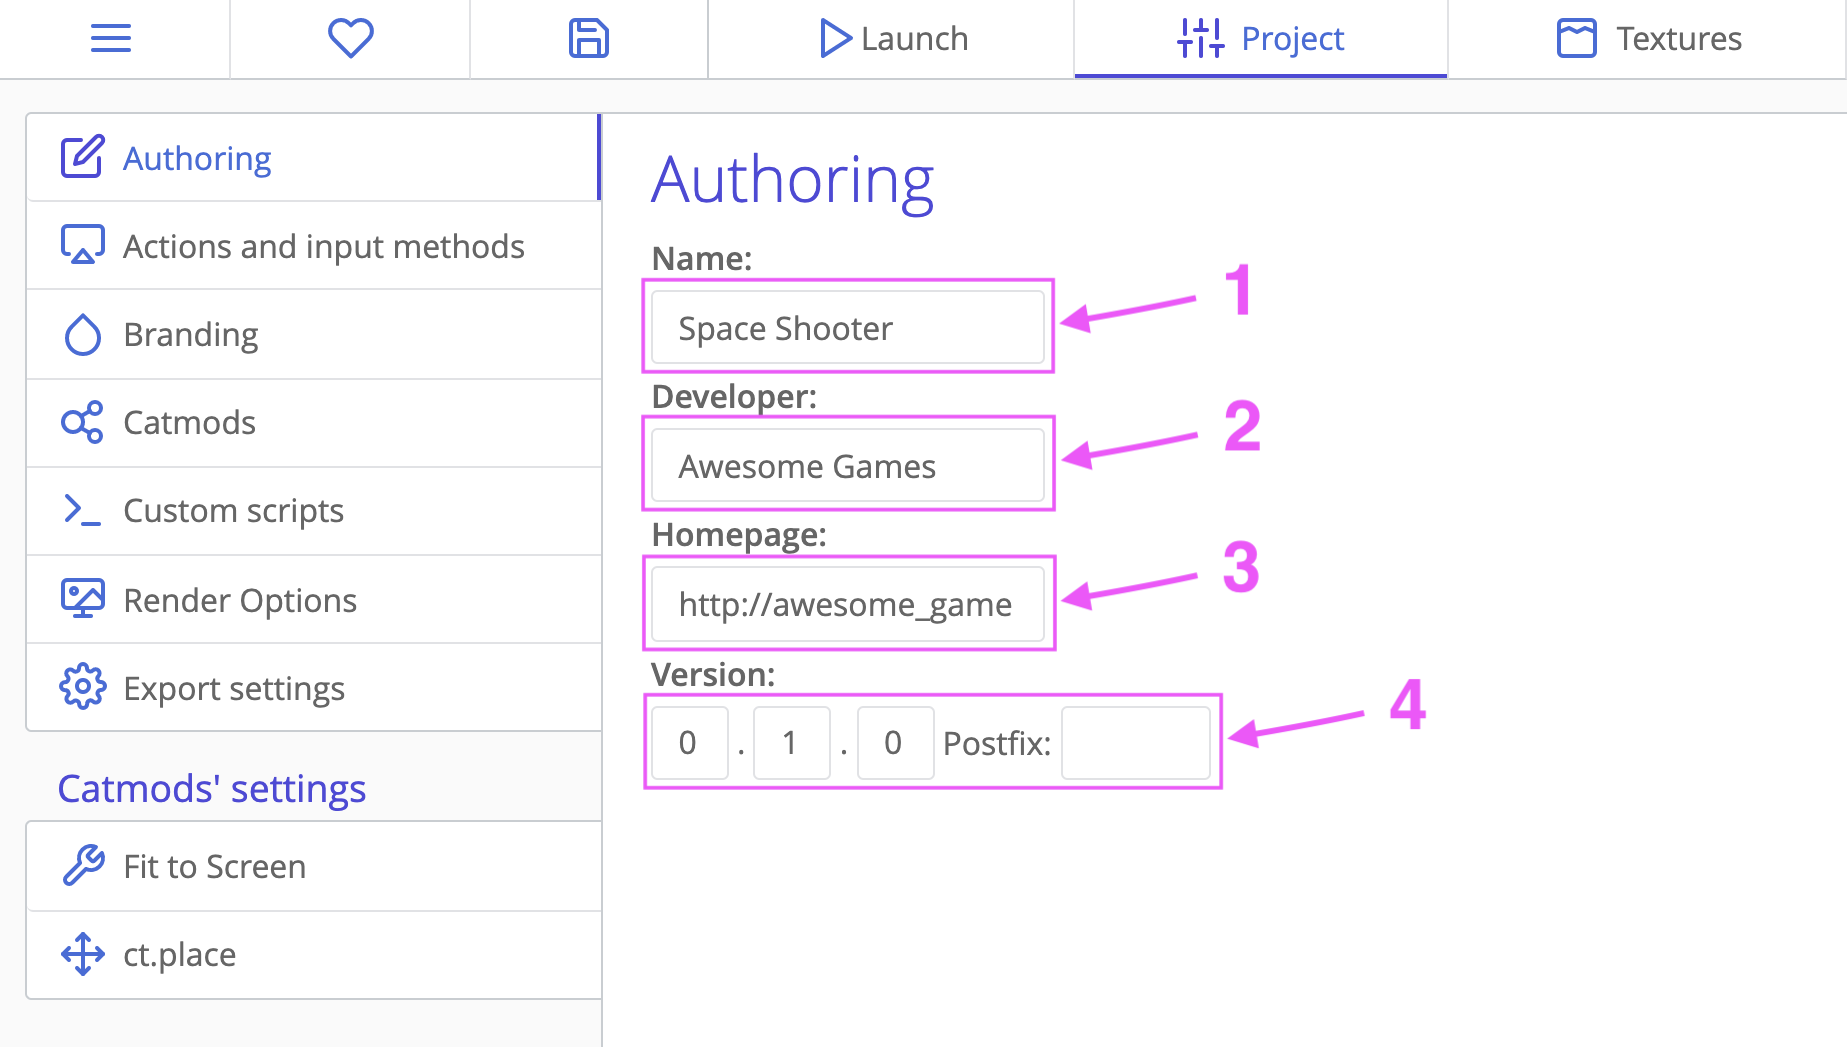 Launch
Project
Textures
Authoring
Actions and input methods
Branding
Catmods
Custom scripts
Render Options
Export settings
Catmods' settings
Fit to Screen
ct.place
Authoring
Name:
Space Shooter
1
Developer:
Awesome Games
2
Homepage:
http://awesome_game
3
Version:
0 . 1 . 0 Postfix:
4